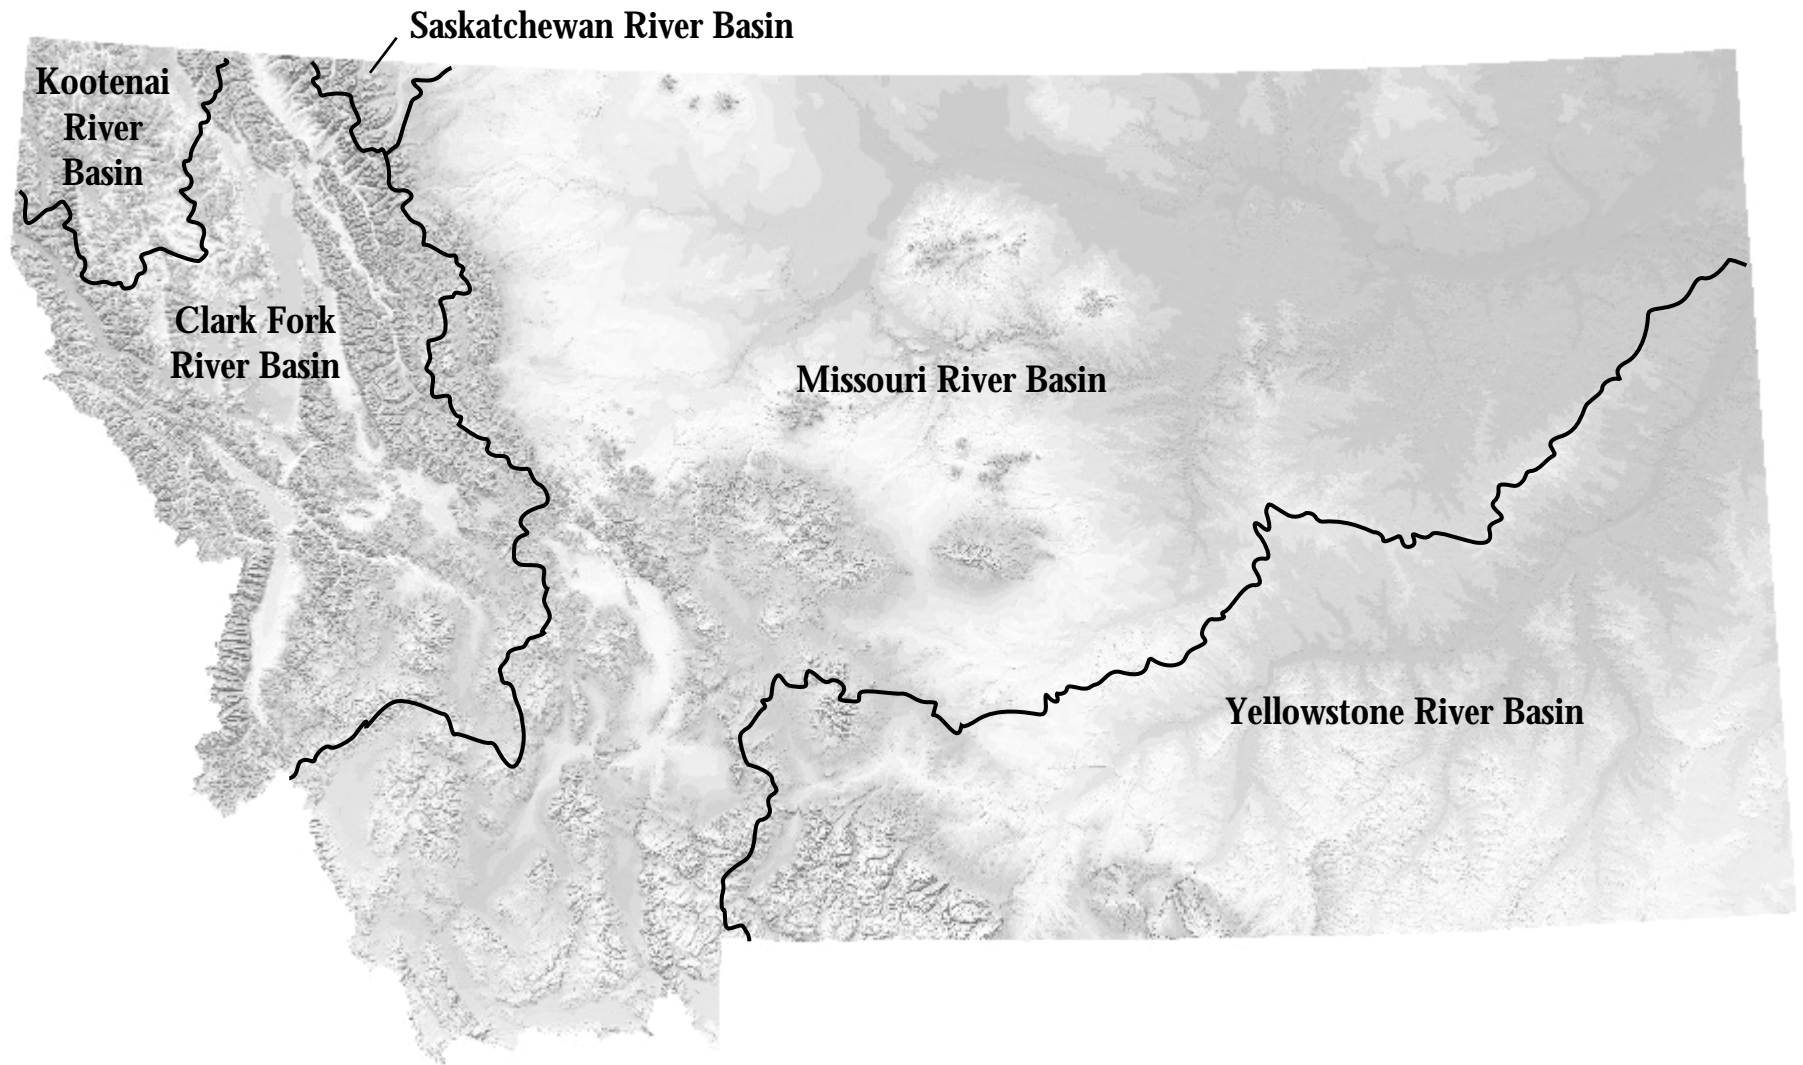 Saskatchewan River Basin
Kootenai
River
Basin
Clark Fork
River Basin
Missouri River Basin
Yellowstone River Basin